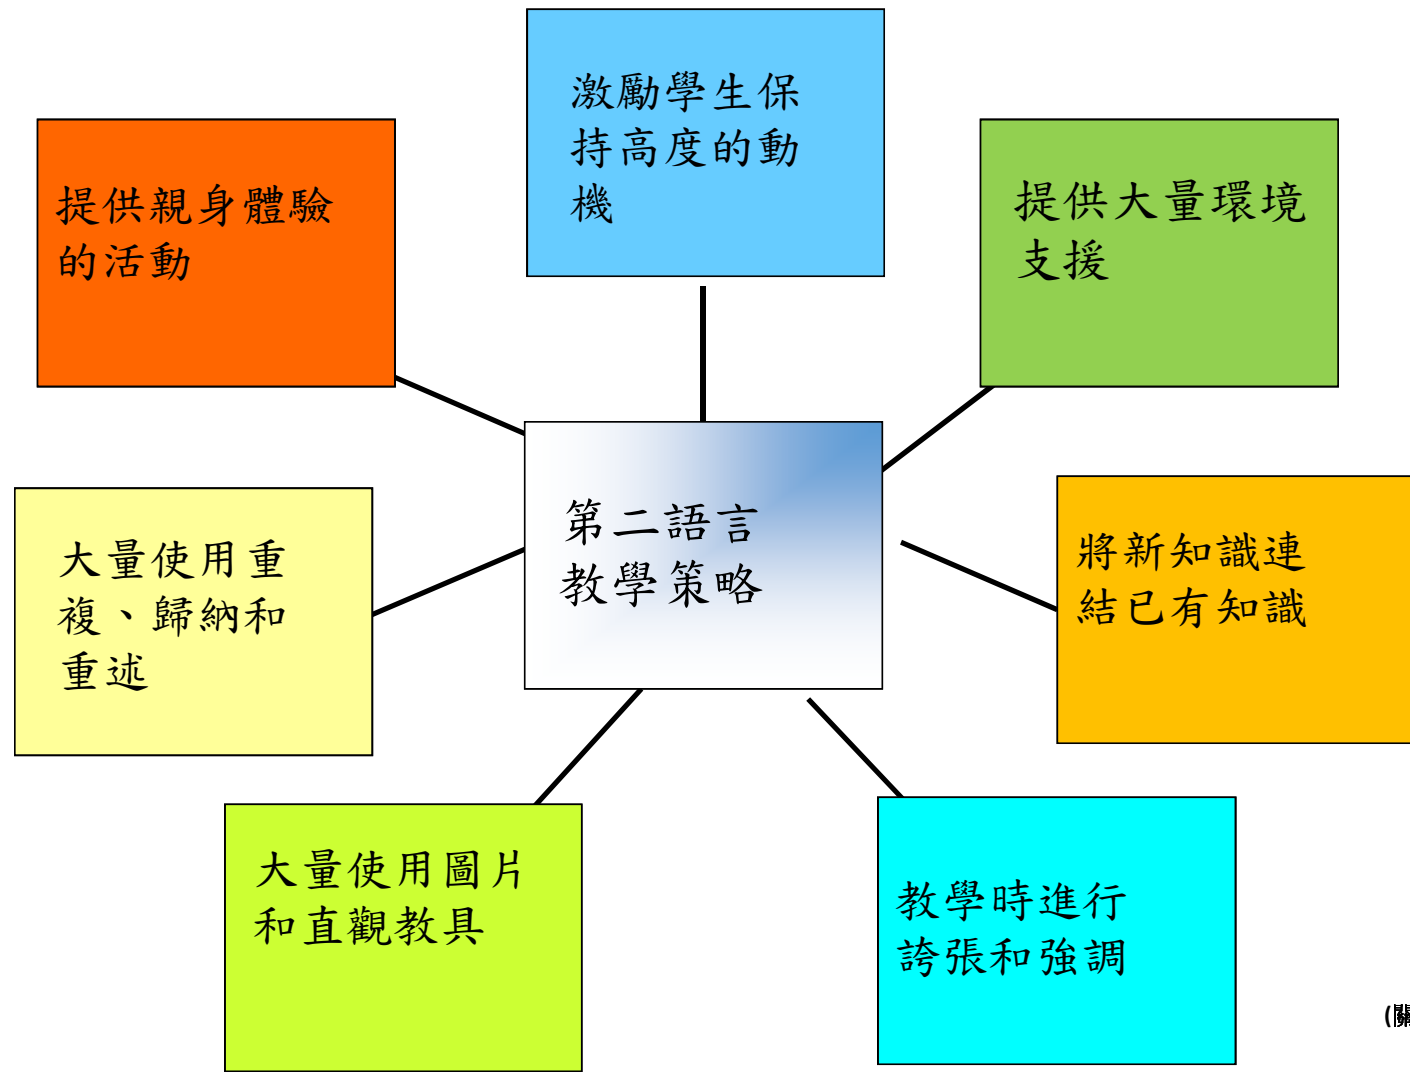 激勵學生保
持高度的動
機
提供親身體驗
的活動
提供大量環境
支援
第二語言
教學策略
將新知識連
結已有知識
大量使用重
複、歸納和
重述
大量使用圖片
和直觀教具
教學時進行
誇張和強調
(關